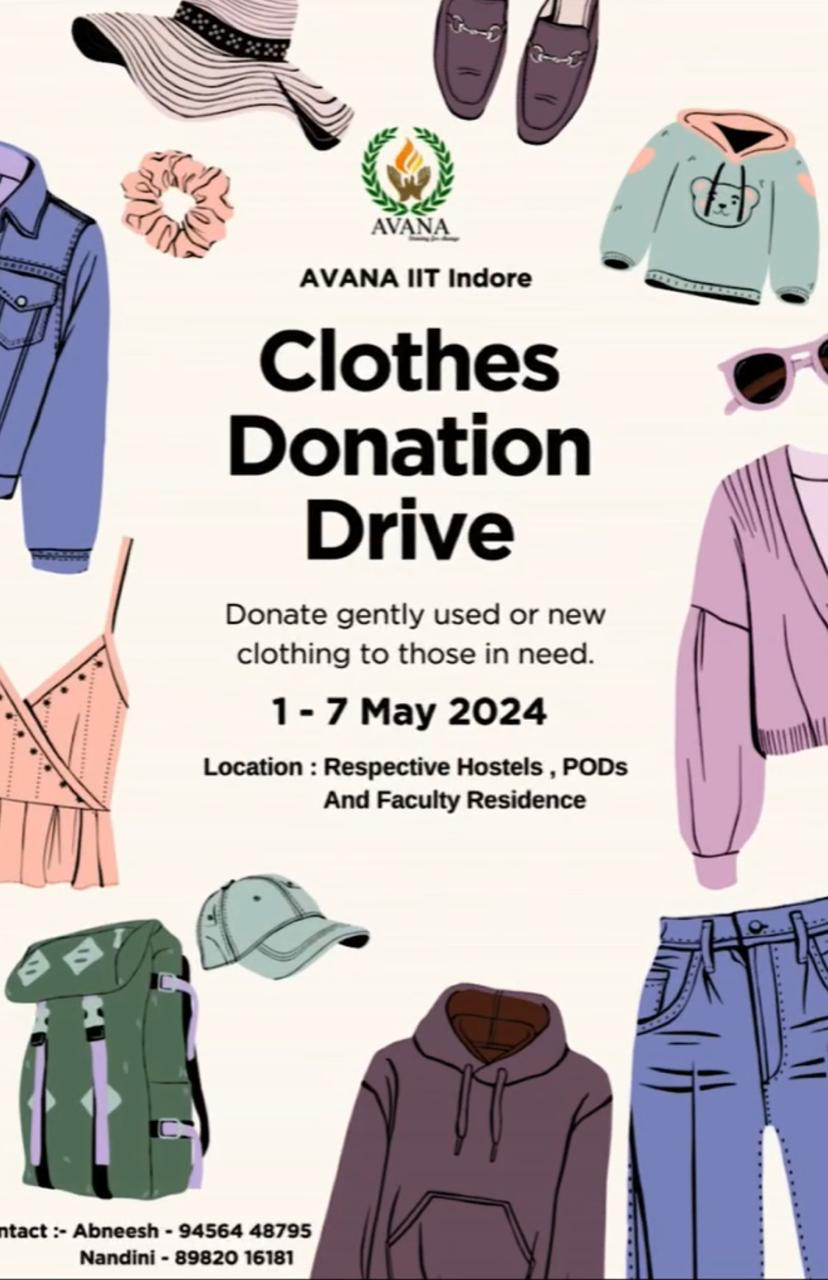 AVANA
AVANA IIT Indore
Clothes
Donation
Drive
Donate gently used or new
clothing to those in need.
1 - 7 May 2024
Location : Respective Hostels , PODs
And Faculty Residence
ntact :- Abneesh - 94564 48795
Nandini - 89820 16181